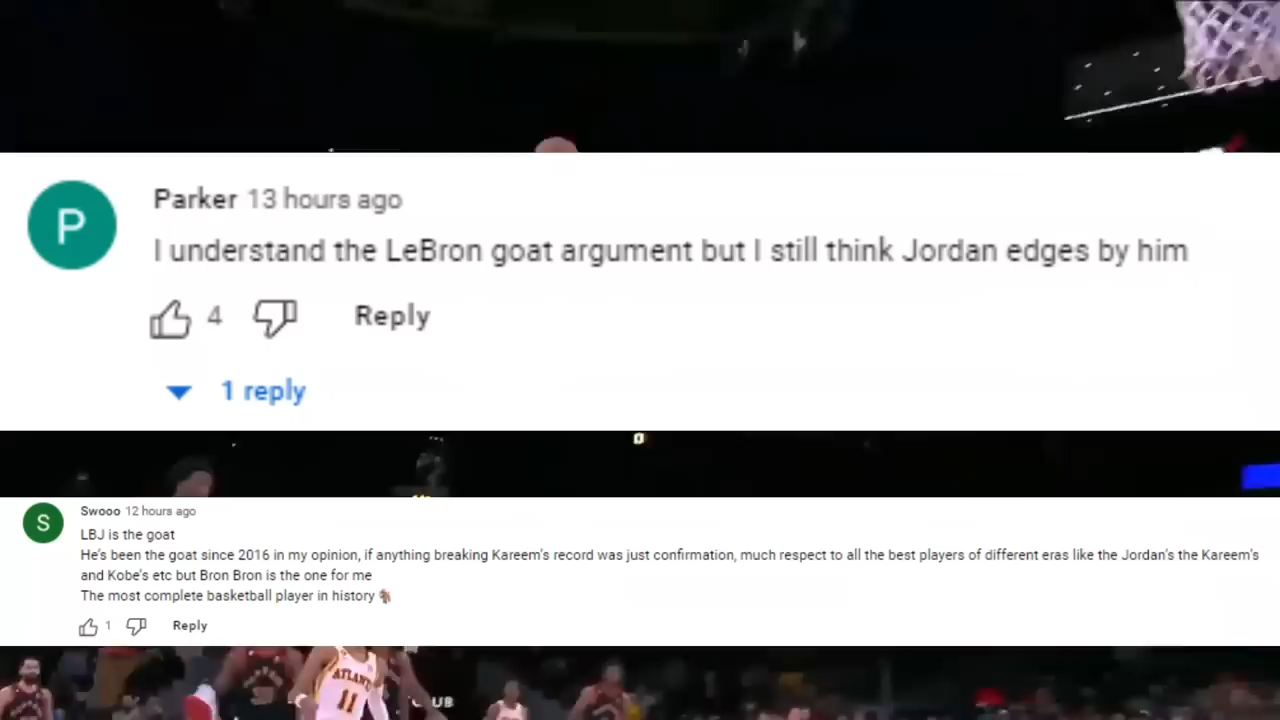 P
Parker 13 hours ago
I understand the LeBron goat argument but I still think Jordan edges by him
4
Reply
1 reply
S
Swooo 12 hours ago
LBJ is the goat
He's been the goat since 2016 in my opinion, if anything breaking Kareem's record was just confirmation, much respect to all the best players of different eras like the Jordan's the Kareem's
and Kobe's etc but Bron Bron is the one for me
The most complete basketball player in history 🐐
1
Reply
ATLANTA
11